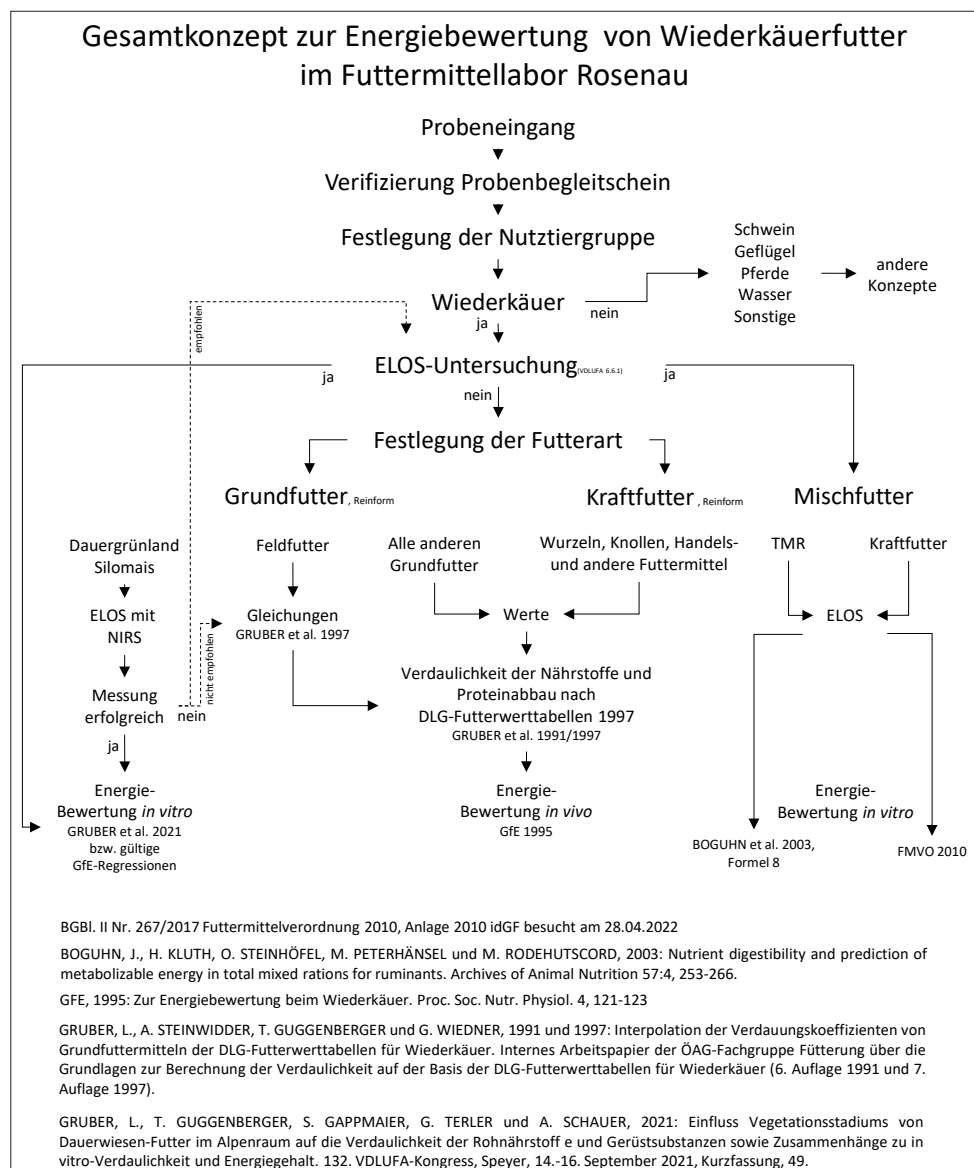 Gesamtkonzept zur Energiebewertung von Wiederkäuerfutter
im Futtermittellabor Rosenau
Probeneingang
Verifizierung Probenbegleitschein
Festlegung der Nutztiergruppe
Schwein
Geflügel
Pferde
Wasser
Sonstige
andere
Konzepte
Wiederkäuer
nein
ja
empfohlen
ELOS-Untersuchung(VDLUFA 6.6.1)
ja
ja
nein
Festlegung der Futterart
Grundfutter, Reinform
Kraftfutter, Reinform
Mischfutter
Dauergrünland
Silomais
Feldfutter
Alle anderen
Grundfutter
Wurzeln, Knollen, Handels-
und andere Futtermittel
TMR
Kraftfutter
ELOS mit
NIRS
nicht empfohlen
Gleichungen
GRUBER et al. 1997
Werte
ELOS
Messung
erfolgreich
nein
ja
Verdaulichkeit der Nährstoffe und
Proteinabbau nach
DLG-Futterwerttabellen 1997
GRUBER et al. 1991/1997
Energie-
Bewertung in vitro
GRUBER et al. 2021
bzw. gültige
GfE-Regressionen
Energie-
Bewertung in vivo
GfE 1995
Energie-
Bewertung in vitro
BOGUHN et al. 2003,
Formel 8
FMVO 2010
BGBl. II Nr. 267/2017 Futtermittelverordnung 2010, Anlage 2010 idGF besucht am 28.04.2022
BOGUHN, J., H. KLUTH, O. STEINHÖFEL, M. PETERHÄNSEL und M. RODEHUTSCORD, 2003: Nutrient digestibility and prediction of
metabolizable energy in total mixed rations for ruminants. Archives of Animal Nutrition 57:4, 253-266.
GFE, 1995: Zur Energiebewertung beim Wiederkäuer. Proc. Soc. Nutr. Physiol. 4, 121-123
GRUBER, L., A. STEINWIDDER, T. GUGGENBERGER und G. WIEDNER, 1991 und 1997: Interpolation der Verdauungskoeffizienten von
Grundfuttermitteln der DLG-Futterwerttabellen für Wiederkäuer. Internes Arbeitspapier der ÖAG-Fachgruppe Fütterung über die
Grundlagen zur Berechnung der Verdaulichkeit auf der Basis der DLG-Futterwerttabellen für Wiederkäuer (6. Auflage 1991 und 7.
Auflage 1997).
GRUBER, L., T. GUGGENBERGER, S. GAPPMAIER, G. TERLER und A. SCHAUER, 2021: Einfluss Vegetationsstadiums von
Dauerwiesen-Futter im Alpenraum auf die Verdaulichkeit der Rohnährstoff e und Gerüstsubstanzen sowie Zusammenhänge zu in
vitro-Verdaulichkeit und Energiegehalt. 132. VDLUFA-Kongress, Speyer, 14.-16. September 2021, Kurzfassung, 49.